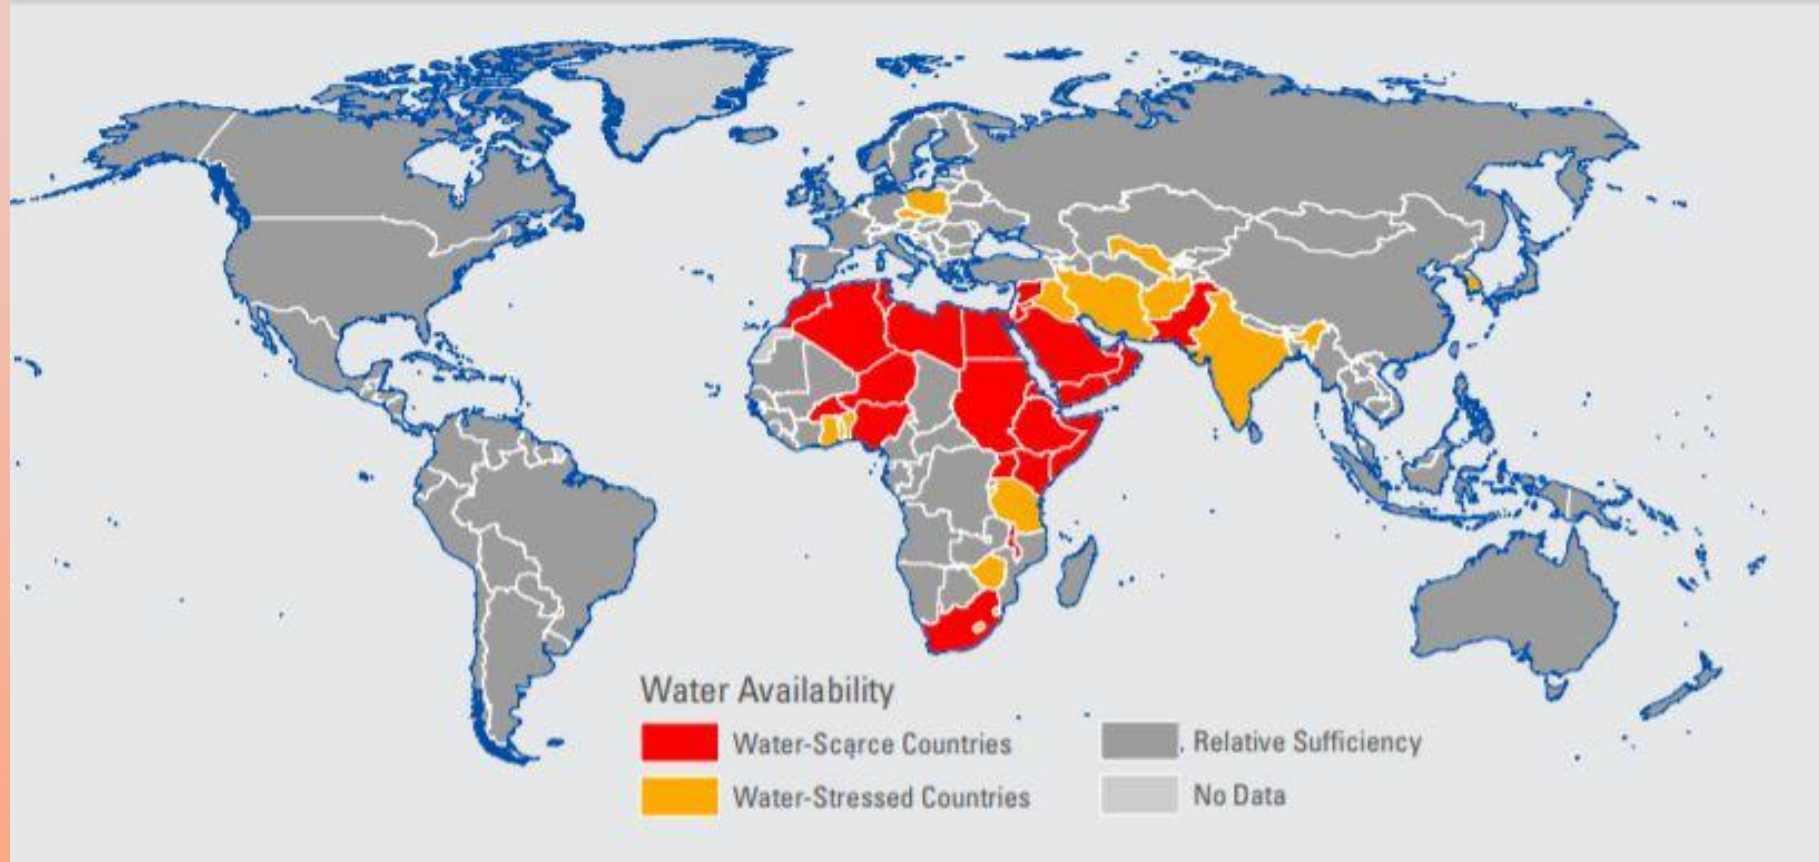 Water Availability
Water-Scarce Countries
Water-Stressed Countries
Relative Sufficiency
No Data